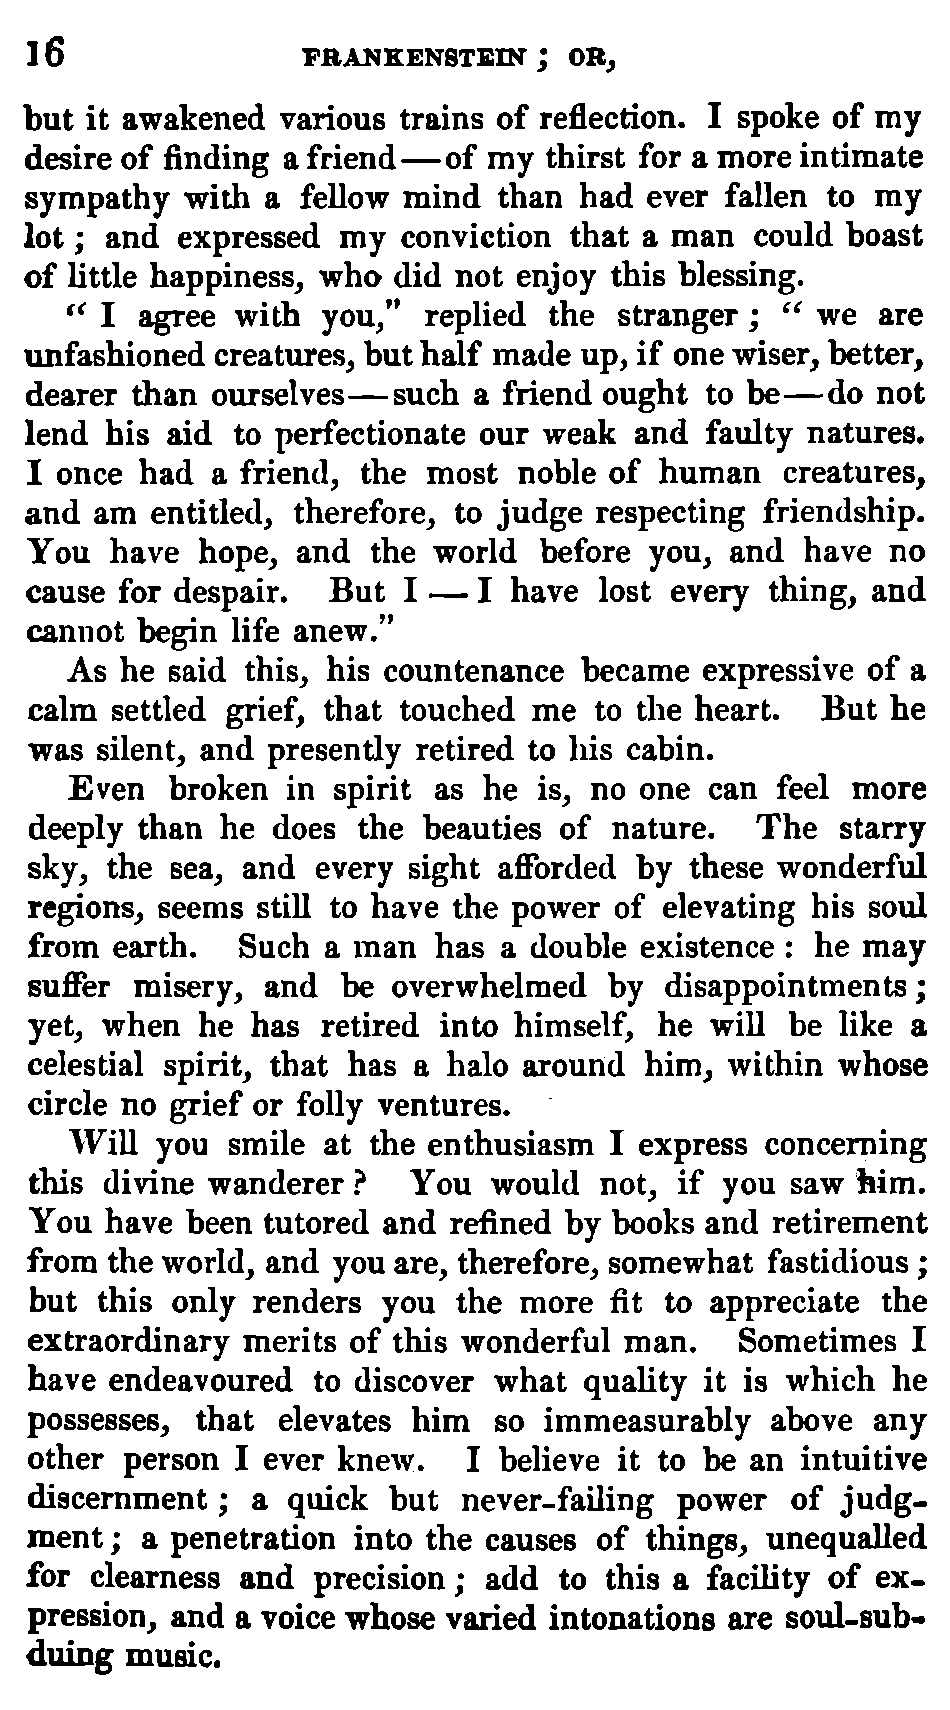 16 FRANKENSTEIN ; OR,
but it awakened various trains of reflection. I spoke of my
desire of finding a friend—of my thirst for a more intimate
sympathy with a fellow mind than had ever fallen to my
lot ; and expressed my conviction that a man could boast
of little happiness, who did not enjoy this blessing.
“ I agree with you,” replied the stranger ; “ we are
unfashioned creatures, but half made up, if one wiser, better,
dearer than ourselves—such a friend ought to be—do not
lend his aid to perfectionate our weak and faulty natures.
I once had a friend, the most noble of human creatures,
and am entitled, therefore, to judge respecting friendship.
You have hope, and the world before you, and have no
cause for despair. But I — I have lost every thing, and
cannot begin life anew.”
As he said this, his countenance became expressive of a
calm settled grief, that touched me to the heart. But he
was silent, and presently retired to his cabin.
Even broken in spirit as he is, no one can feel more
deeply than he does the beauties of nature. The starry
sky, the sea, and every sight afforded by these wonderful
regions, seems still to have the power of elevating his soul
from earth. Such a man has a double existence : he may
suffer misery, and be overwhelmed by disappointments ;
yet, when he has retired into himself, he will be like a
celestial spirit, that has a halo around him, within whose
circle no grief or folly ventures.
Will you smile at the enthusiasm I express concerning
this divine wanderer ? You would not, if you saw him.
You have been tutored and refined by books and retirement
from the world, and you are, therefore, somewhat fastidious ;
but this only renders you the more fit to appreciate the
extraordinary merits of this wonderful man. Sometimes I
have endeavoured to discover what quality it is which he
possesses, that elevates him so immeasurably above any
other person I ever knew. I believe it to be an intuitive
discernment ; a quick but never-failing power of judg-
ment ; a penetration into the causes of things, unequalled
for clearness and precision ; add to this a facility of ex-
pression, and a voice whose varied intonations are soul-sub-
duing music.